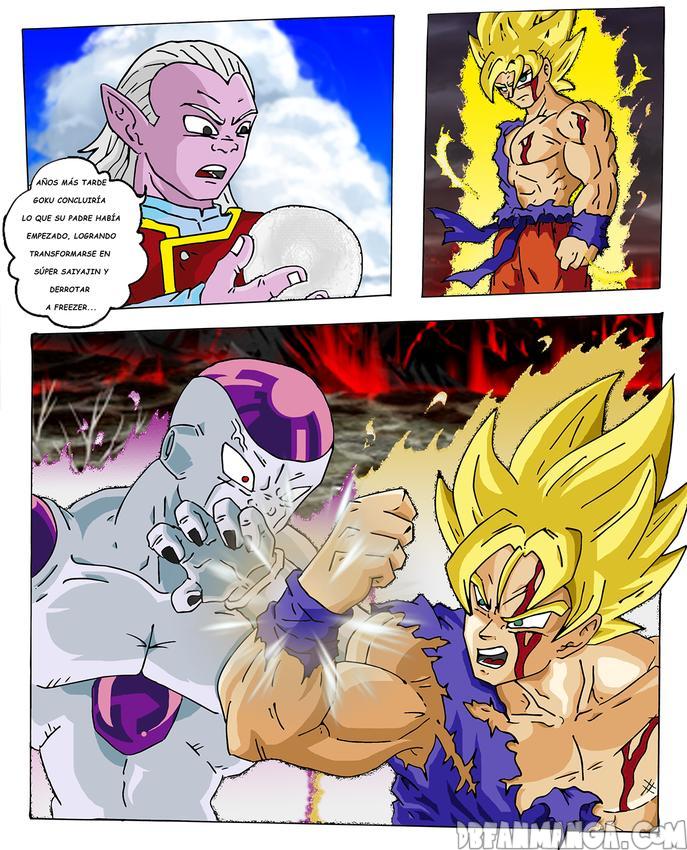 AÑOS MÁS TARDE
GOKU CONCLUIRÍA
LO QUE SU PADRE HABÍA
EMPEZADO, LOGRANDO
TRANSFORMARSE EN
SÚPER SAIYAJIN Y
DERROTAR
A FREEZER...
DBFANMANGA.COM